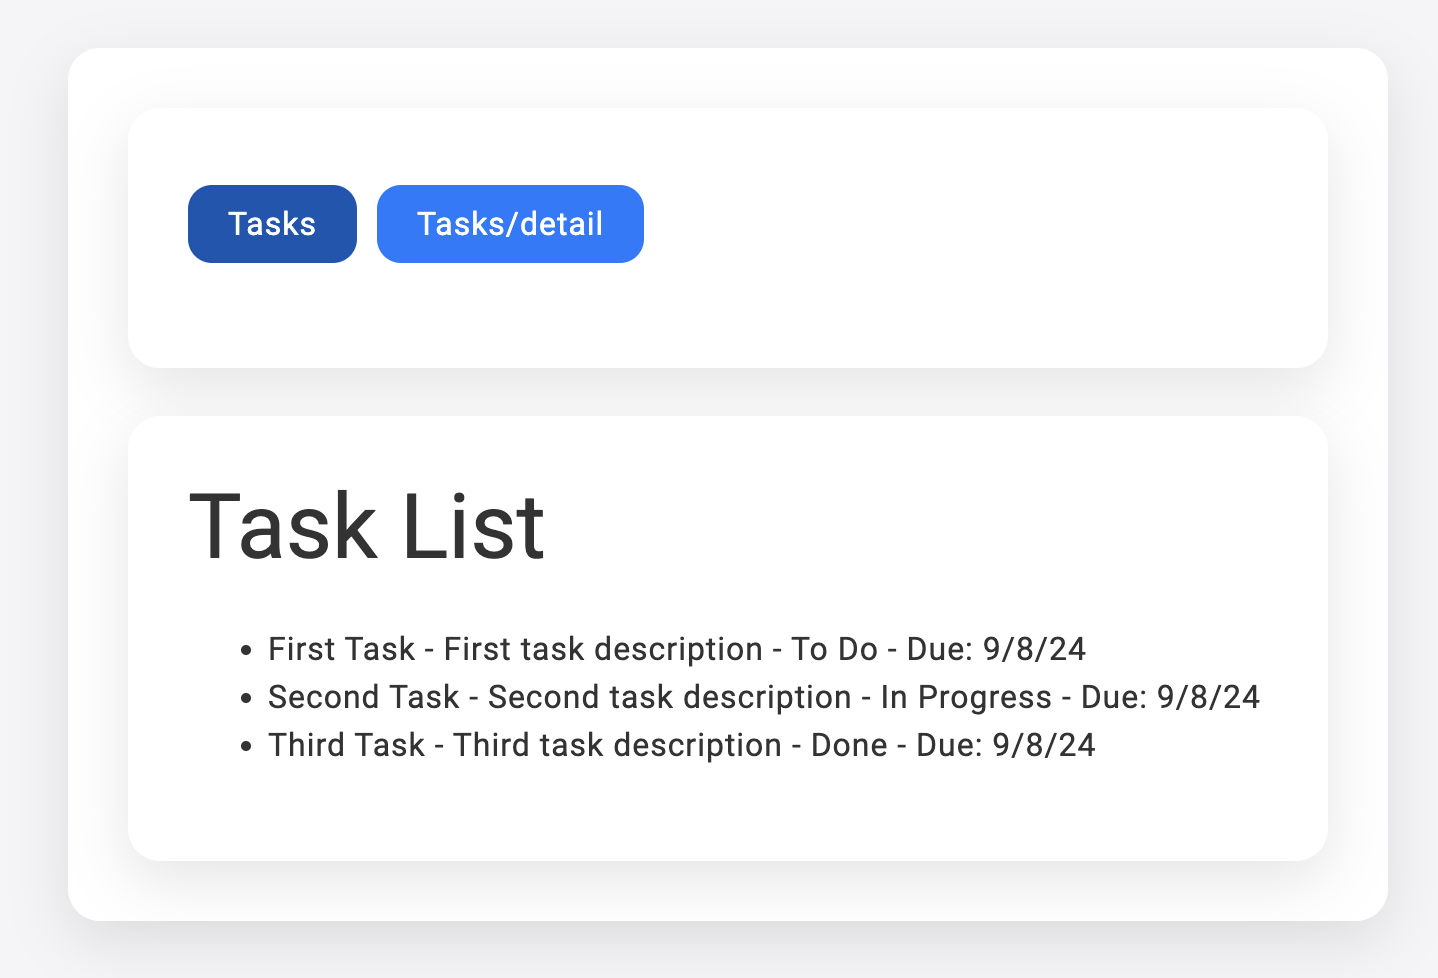 Tasks Tasks/detail
Task List
• First Task - First task description - To Do - Due: 9/8/24
• Second Task - Second task description - In Progress - Due: 9/8/24
• Third Task - Third task description - Done - Due: 9/8/24